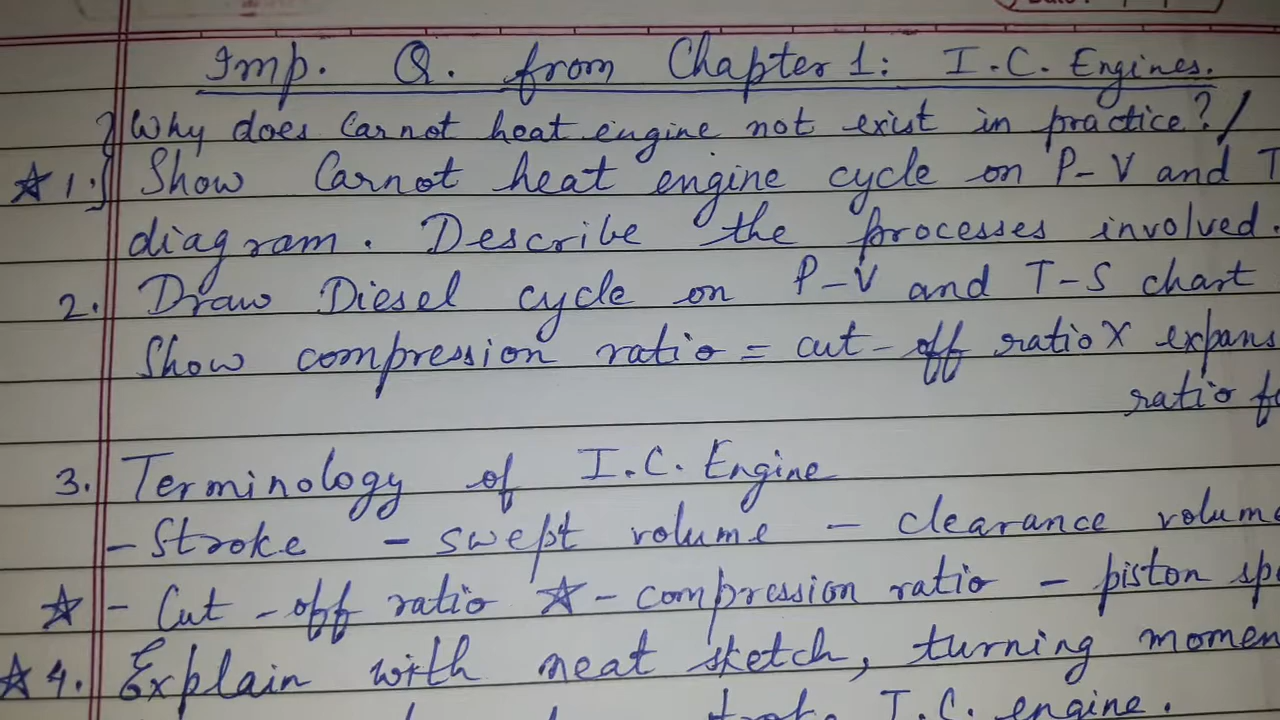 Imp. Q. from Chapter 1: I.C. Engines.
Why does Carnot heat engine not exist in practice? /
☆ 1. Show Carnot heat engine cycle on P-V and T
diagram. Describe the processes involved.
2. Draw Diesel cycle on P-V and T-S chart
Show compression ratio = cut-off ratio X expans
ratio
3. Terminology of I.C. Engine
- Stroke - swept volume - clearance volume
☆ - Cut-off ratio ☆ - compression ratio - piston sp
☆ 4. Explain with neat sketch, turning momen
I.C. engine.